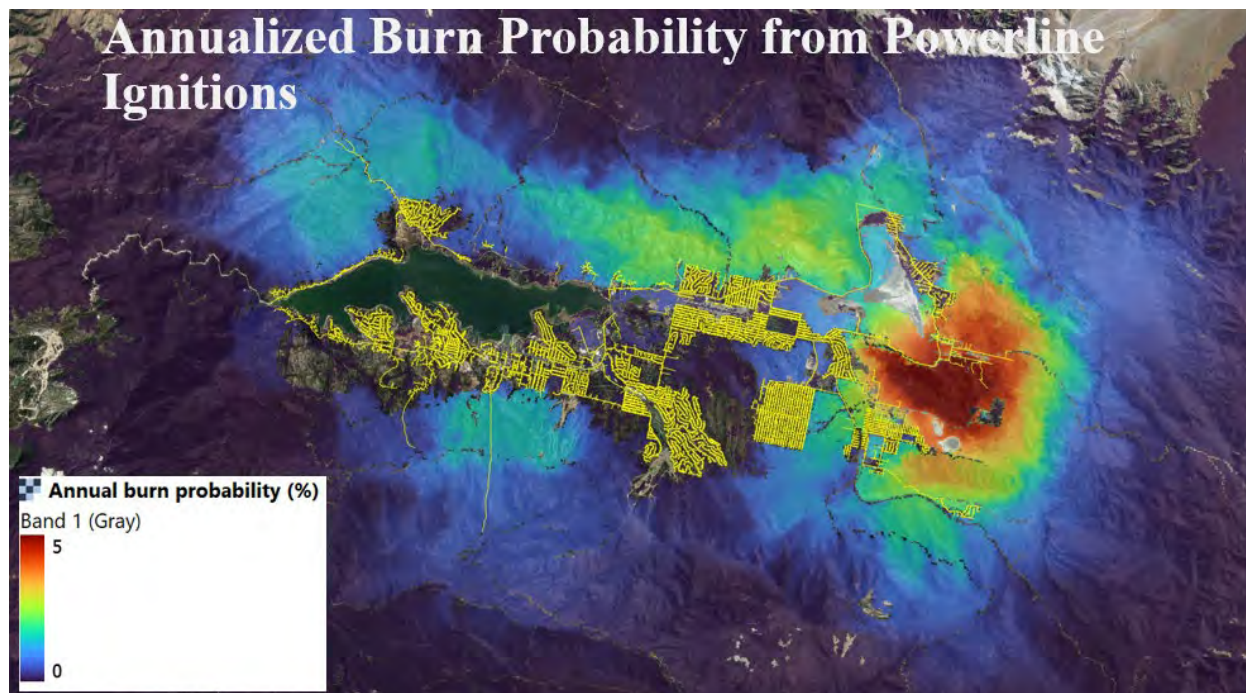 Annualized Burn Probability from Powerline
Ignitions
Annual burn probability (%)
Band 1 (Gray)
5
0